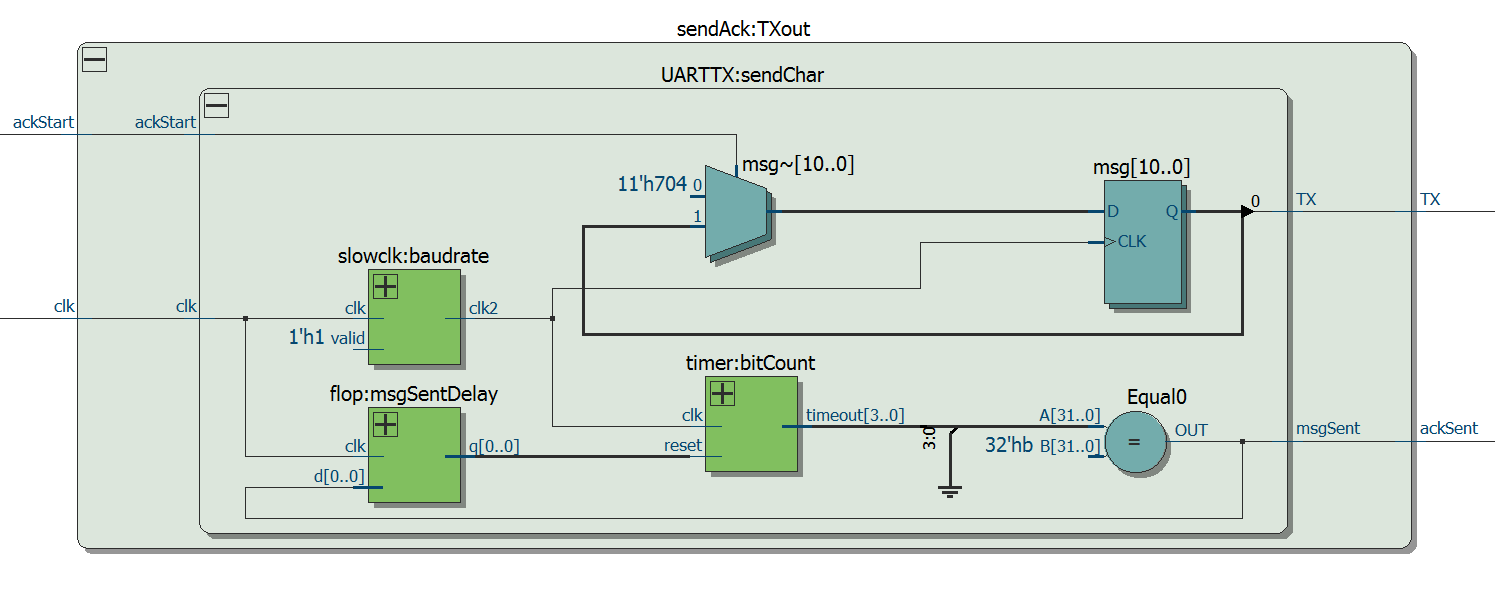 sendAck:TXout
UARTTX:sendChar
ackStart
ackStart
msg~[10..0]
11'h704 0
1
msg[10..0]
D
Q
CLK
0
TX
TX
slowclk:baudrate
clk
clk
clk
clk2
1'h1 valid
flop:msgSentDelay
clk
q[0..0]
d[0..0]
timer:bitCount
clk
timeout[3..0]
reset
3:0
Equal0
A[31..0]
32'hb B[31..0]
=
OUT
msgSent
ackSent